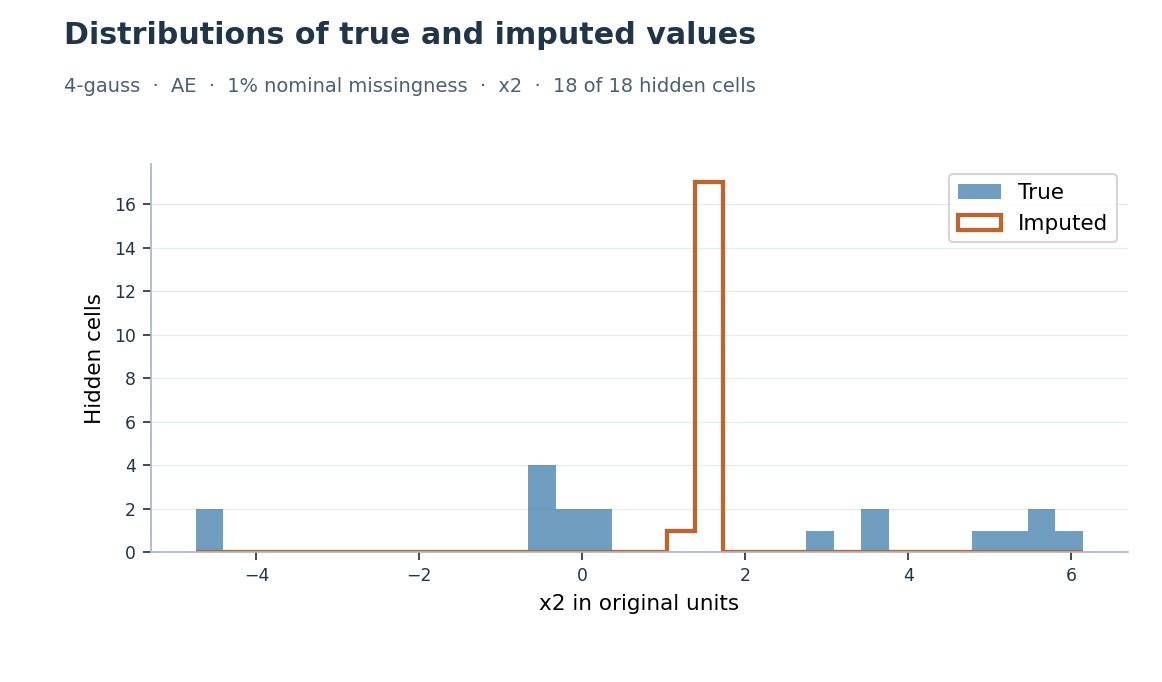 Distributions of true and imputed values
4-gauss · AE · 1% nominal missingness · x2 · 18 of 18 hidden cells
True
Imputed
Hidden cells
16
14
12
10
8
6
4
2
0
−4 −2 0 2 4 6
x2 in original units